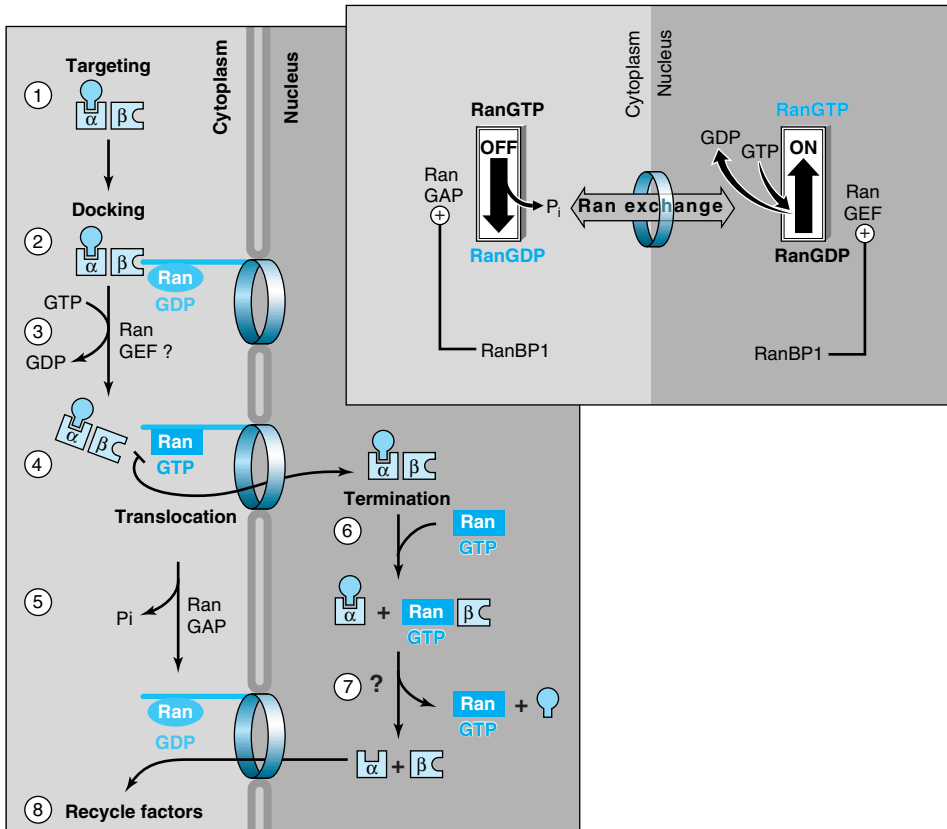 Targeting
1
α β
Cytoplasm
Nucleus
Docking
2
α β
Ran
GDP
GTP
3
Ran
GEF ?
GDP
α β
Ran
GTP
4
Translocation
α β
Termination
6
Ran
GTP
5
Pi
Ran
GAP
α + Ran β
GTP
7 ?
Ran + 
GTP
Ran
GDP
α + β
8 Recycle factors
Cytoplasm
Nucleus
RanGTP
OFF
Ran
GAP
+
Pi
RanGDP
RanBP1
Ran exchange
RanGTP
GDP
GTP
ON
Ran
GEF
+
RanGDP
RanBP1